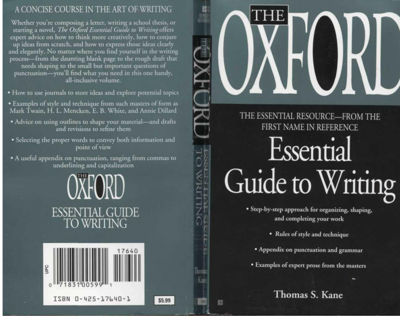 A CONCISE COURSE IN THE ART OF WRITING
Whether you're composing a letter, writing a school thesis, or
starting a novel, The Oxford Essential Guide to Writing offers
expert advice on how to think more creatively, how to conjure
up ideas from scratch, and how to express those ideas clearly
and elegantly. No matter where you find yourself in the writing
process—from the daunting blank page to the rough draft that
needs shaping to the small but important questions of
punctuation—you'll find what you need in this one handy,
all-inclusive volume.
• How to use journals to store ideas and explore potential topics
• Examples of style and technique from such masters of form as
Mark Twain, H. L. Mencken, E. B. White, and Annie Dillard
• Advice on using outlines to shape your material—and drafts
and revisions to refine them
• Selecting the proper words to convey both information and
point of view
• A useful appendix on punctuation, ranging from commas to
underlining and capitalization
THE
OXFORD
ESSENTIAL GUIDE
TO WRITING
17640
UPC
0 71831 00599 1
ISBN 0-425-17640-1
$5.99
THE
OXFORD
ESSENTIAL GUIDE
TO WRITING
THE
OXFORD
THE ESSENTIAL RESOURCE—FROM THE
FIRST NAME IN REFERENCE
Essential
Guide to Writing
• Step-by-step approach for organizing, shaping,
and completing your work
• Rules of style and technique
• Appendix on punctuation and grammar
• Examples of expert prose from the masters
Thomas S. Kane